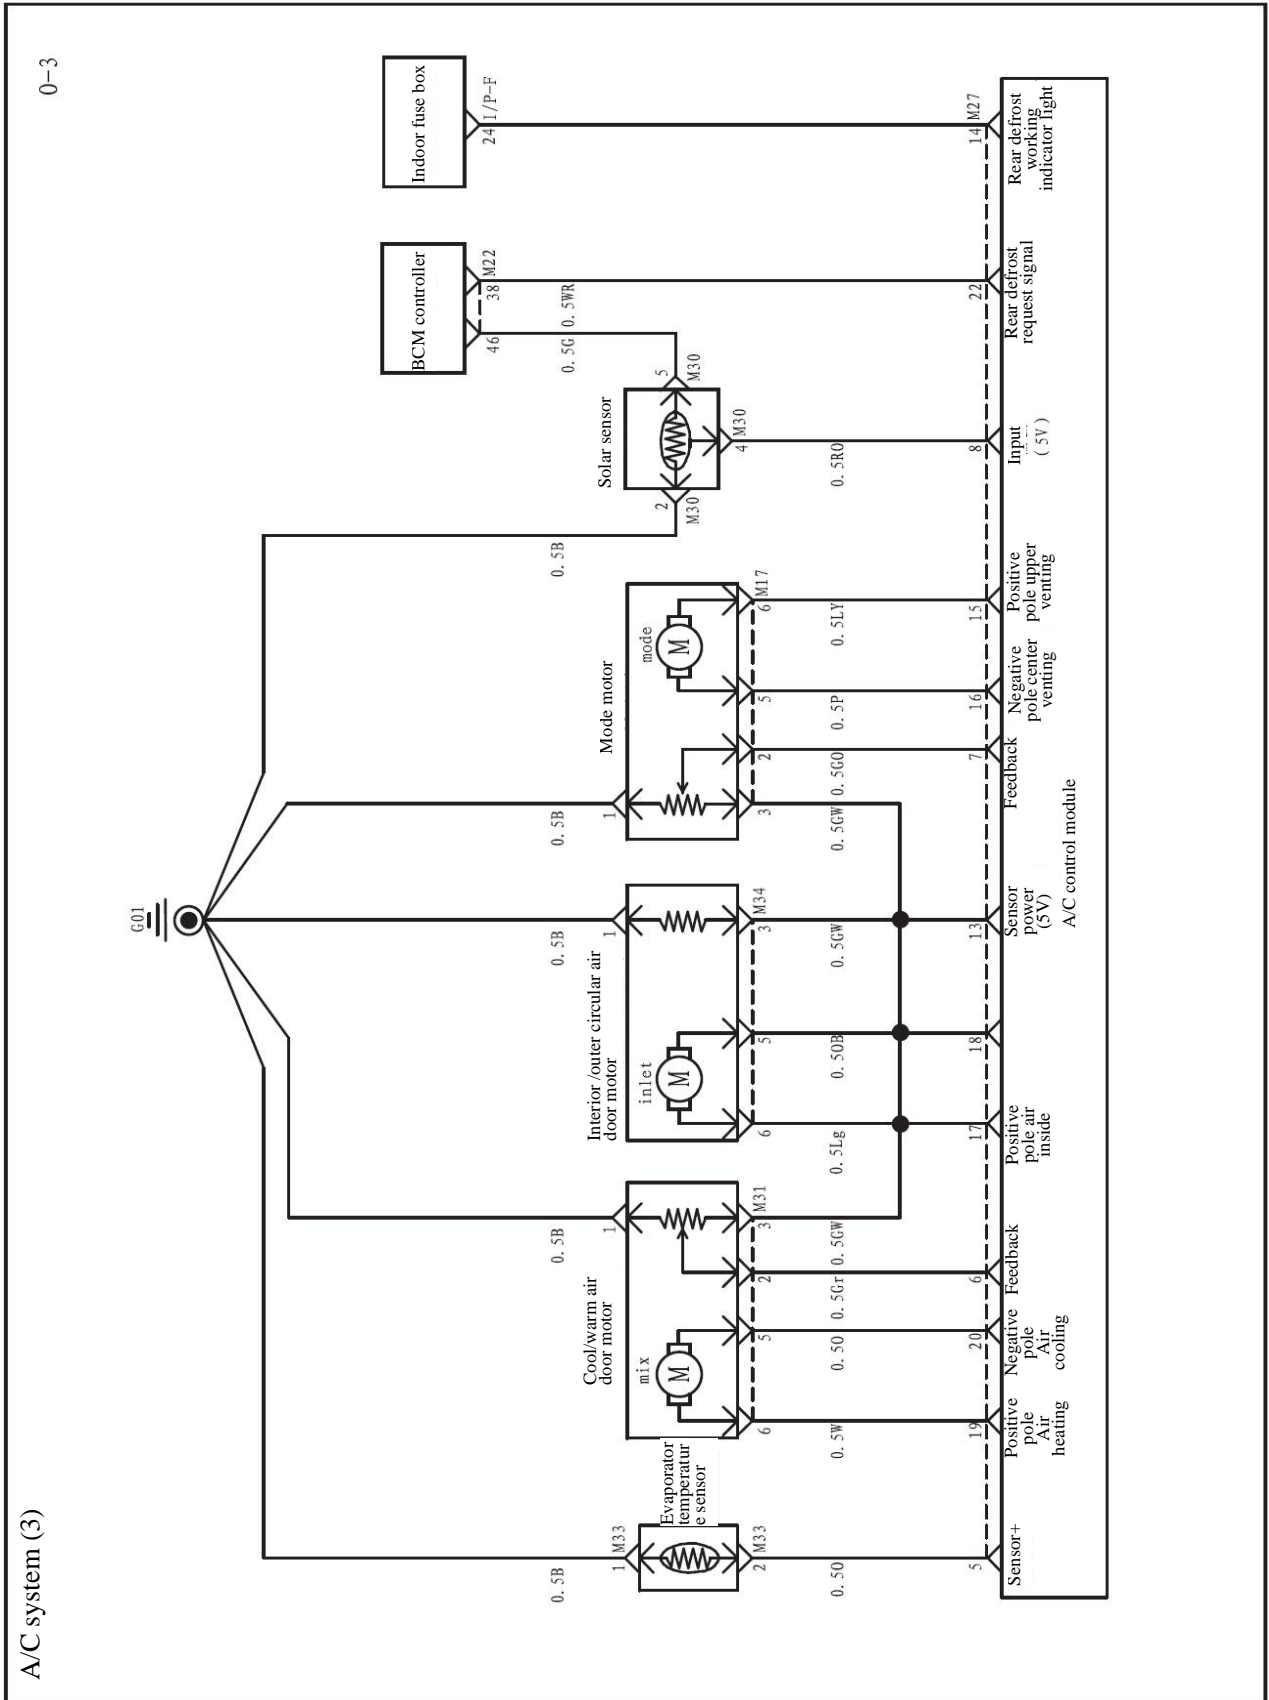 A/C system (3)
0-3
G01
Indoor fuse box
24
I/P-F
BCM controller
46
38
M22
0.5G
0.5WR
Solar sensor
5
M30
4
M30
2
M30
0.5B
0.5RO
Mode motor
mode
M
1
0.5B
3
2
5
6
M17
0.5GW
0.5GO
0.5P
0.5LY
Interior /outer circular air
door motor
inlet
M
1
0.5B
6
5
3
M34
0.5Lg
0.5OB
0.5GW
Cool/warm air
door motor
mix
M
1
0.5B
6
5
2
3
M31
0.5W
0.5O
0.5Gr
0.5GW
Evaporator
temperatur
e sensor
1
M33
2
M33
0.5B
0.5O
5
19
20
6
17
18
13
7
16
15
8
22
14
M27
Sensor+
Positive
pole
Air
heating
Negative
pole
Air
cooling
Feedback
Positive
pole air
inside
Sensor
power
(5V)
Feedback
Negative
pole center
venting
Positive
pole upper
venting
Input
(5V)
Rear defrost
request signal
Rear defrost
working
indicator light
A/C control module